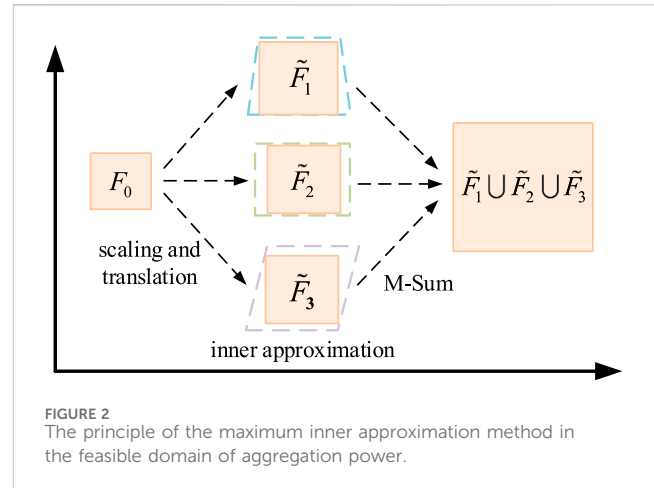 F̃₁
F₀
F̃₂
F̃₁ ⋃ F̃₂ ⋃ F̃₃
scaling and
translation
F̃₃
M-Sum
inner approximation
FIGURE 2
The principle of the maximum inner approximation method in
the feasible domain of aggregation power.